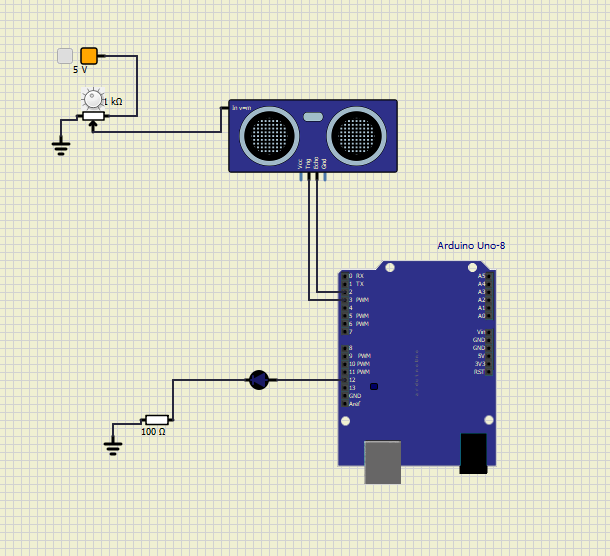 5 V
1 kΩ
In v=m
Vcc
Trig
Echo
Gnd
Arduino Uno-8
0 RX
1 TX
2
3 PWM
4
5 PWM
6 PWM
7
8
9 PWM
10 PWM
11 PWM
12
13
GND
Aref
A5
A4
A3
A2
A1
A0
Vin
GND
GND
5V
3V3
RST
100 Ω